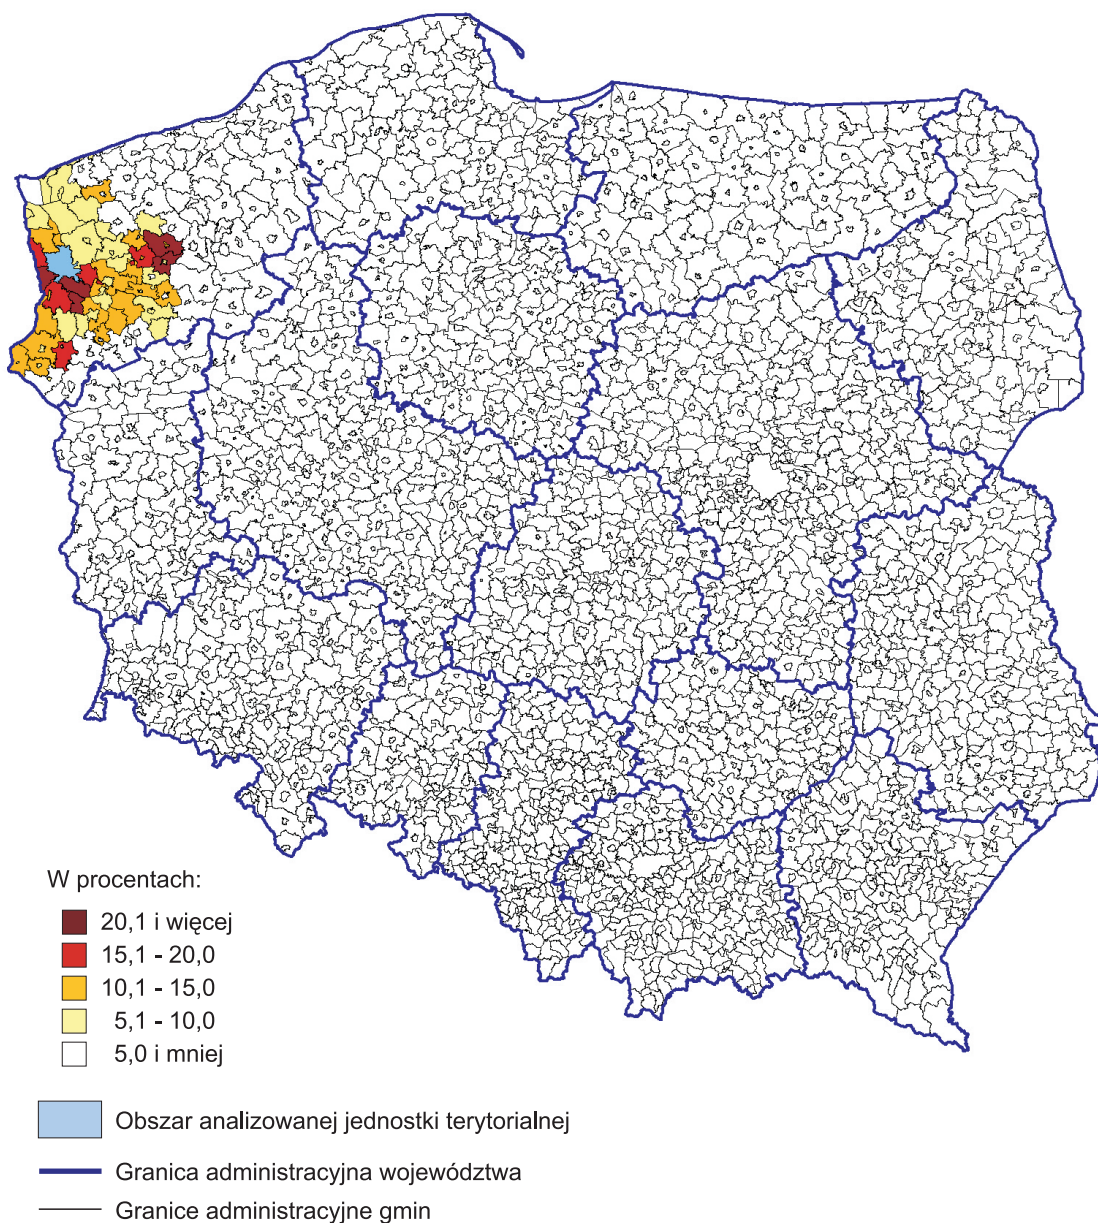 W procentach:
20,1 i więcej
15,1 - 20,0
10,1 - 15,0
5,1 - 10,0
5,0 i mniej
Obszar analizowanej jednostki terytorialnej
Granica administracyjna województwa
Granice administracyjne gmin